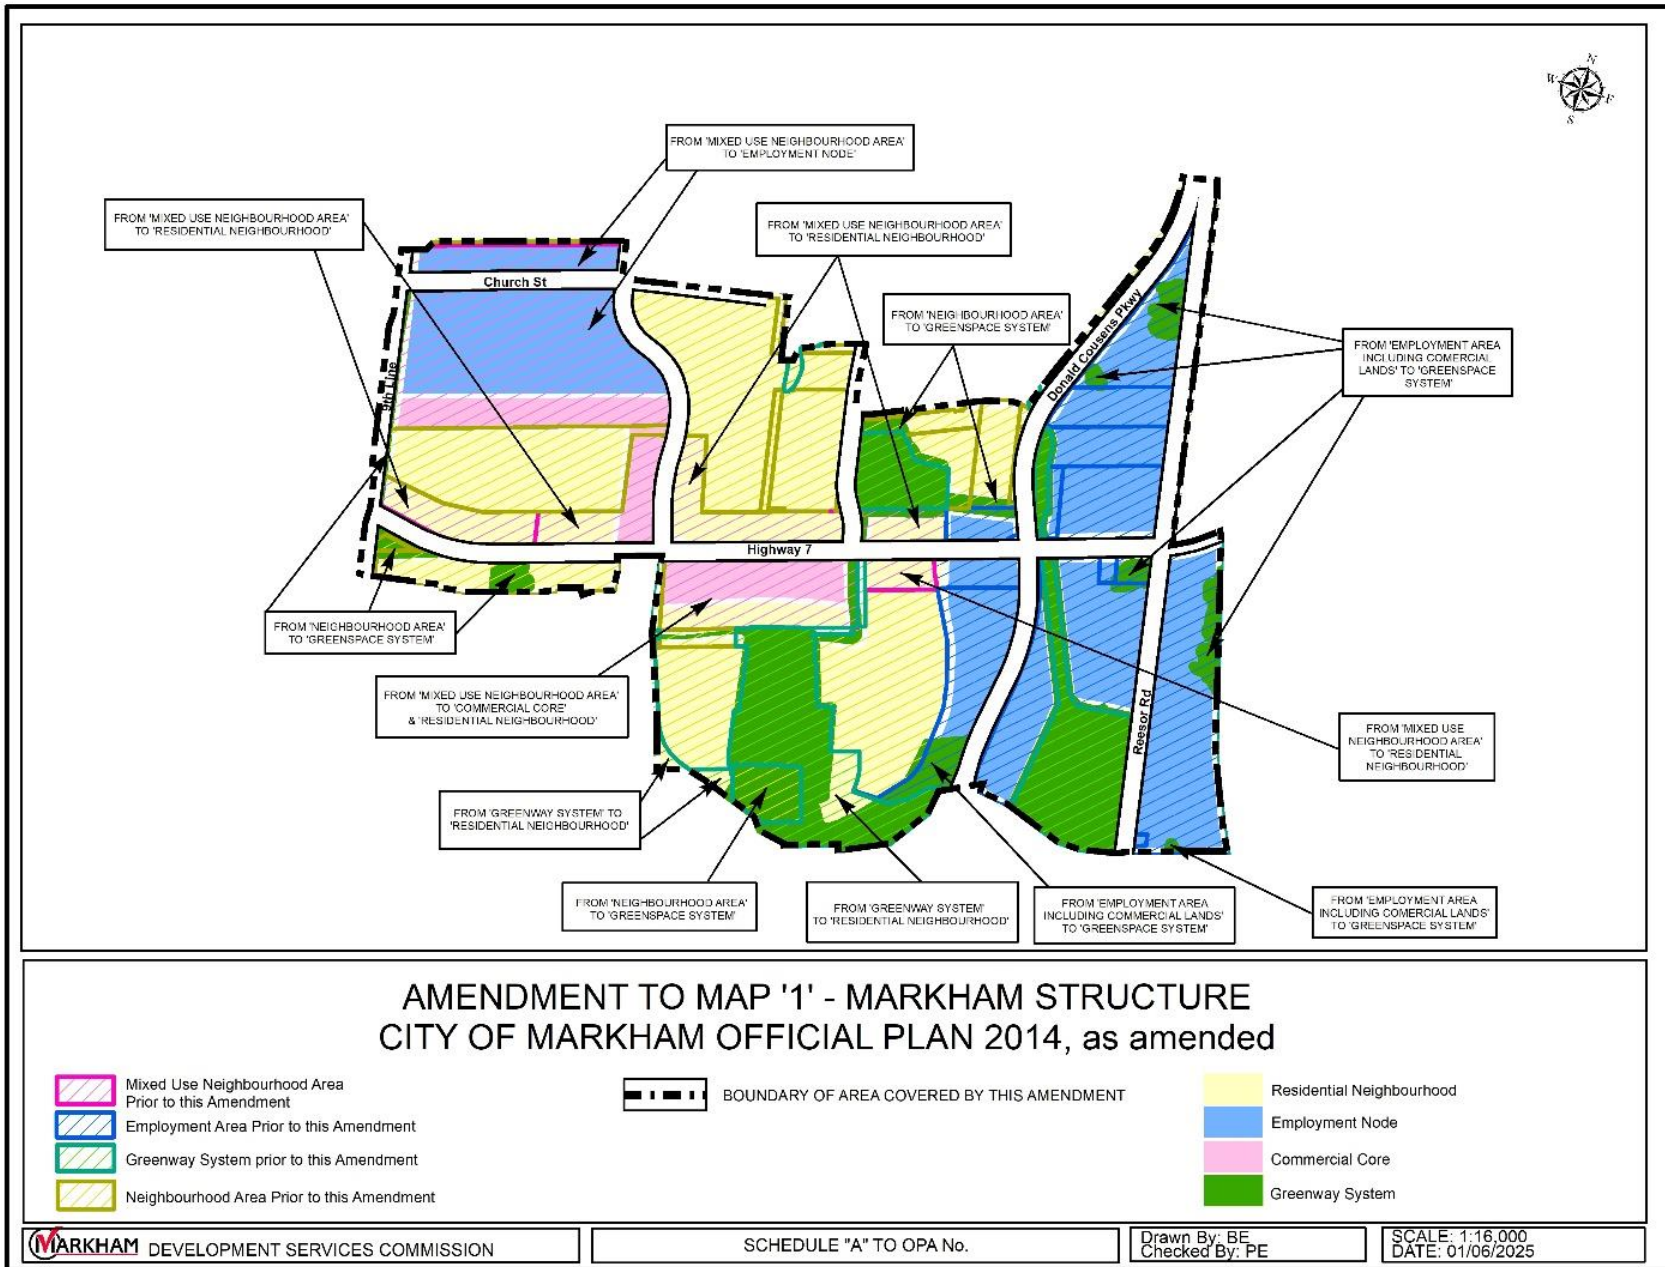 N
W
E
S
FROM 'MIXED USE NEIGHBOURHOOD AREA'
TO 'EMPLOYMENT NODE'
FROM 'MIXED USE NEIGHBOURHOOD AREA'
TO 'RESIDENTIAL NEIGHBOURHOOD'
FROM 'MIXED USE NEIGHBOURHOOD AREA'
TO 'RESIDENTIAL NEIGHBOURHOOD'
FROM 'NEIGHBOURHOOD AREA'
TO 'GREENSPACE SYSTEM'
FROM 'EMPLOYMENT AREA
INCLUDING COMERCIAL
LANDS' TO 'GREENSPACE
SYSTEM'
Church St
9th Line
Donald Cousens Pkwy
Highway 7
Reesor Rd
FROM 'NEIGHBOURHOOD AREA'
TO 'GREENSPACE SYSTEM'
FROM 'MIXED USE NEIGHBOURHOOD AREA'
TO 'COMMERCIAL CORE'
& 'RESIDENTIAL NEIGHBOURHOOD'
FROM 'MIXED USE
NEIGHBOURHOOD AREA'
TO 'RESIDENTIAL
NEIGHBOURHOOD'
FROM 'GREENWAY SYSTEM' TO
'RESIDENTIAL NEIGHBOURHOOD'
FROM 'NEIGHBOURHOOD AREA'
TO 'GREENSPACE SYSTEM'
FROM 'GREENWAY SYSTEM'
TO 'RESIDENTIAL NEIGHBOURHOOD'
FROM 'EMPLOYMENT AREA
INCLUDING COMMERCIAL LANDS'
TO 'GREENSPACE SYSTEM'
FROM 'EMPLOYMENT AREA
INCLUDING COMERCIAL LANDS'
TO 'GREENSPACE SYSTEM'
AMENDMENT TO MAP '1' - MARKHAM STRUCTURE
CITY OF MARKHAM OFFICIAL PLAN 2014, as amended
Mixed Use Neighbourhood Area
Prior to this Amendment
Employment Area Prior to this Amendment
Greenway System prior to this Amendment
Neighbourhood Area Prior to this Amendment
BOUNDARY OF AREA COVERED BY THIS AMENDMENT
Residential Neighbourhood
Employment Node
Commercial Core
Greenway System
MARKHAM DEVELOPMENT SERVICES COMMISSION
SCHEDULE "A" TO OPA No.
Drawn By: BE
Checked By: PE
SCALE: 1:16,000
DATE: 01/06/2025